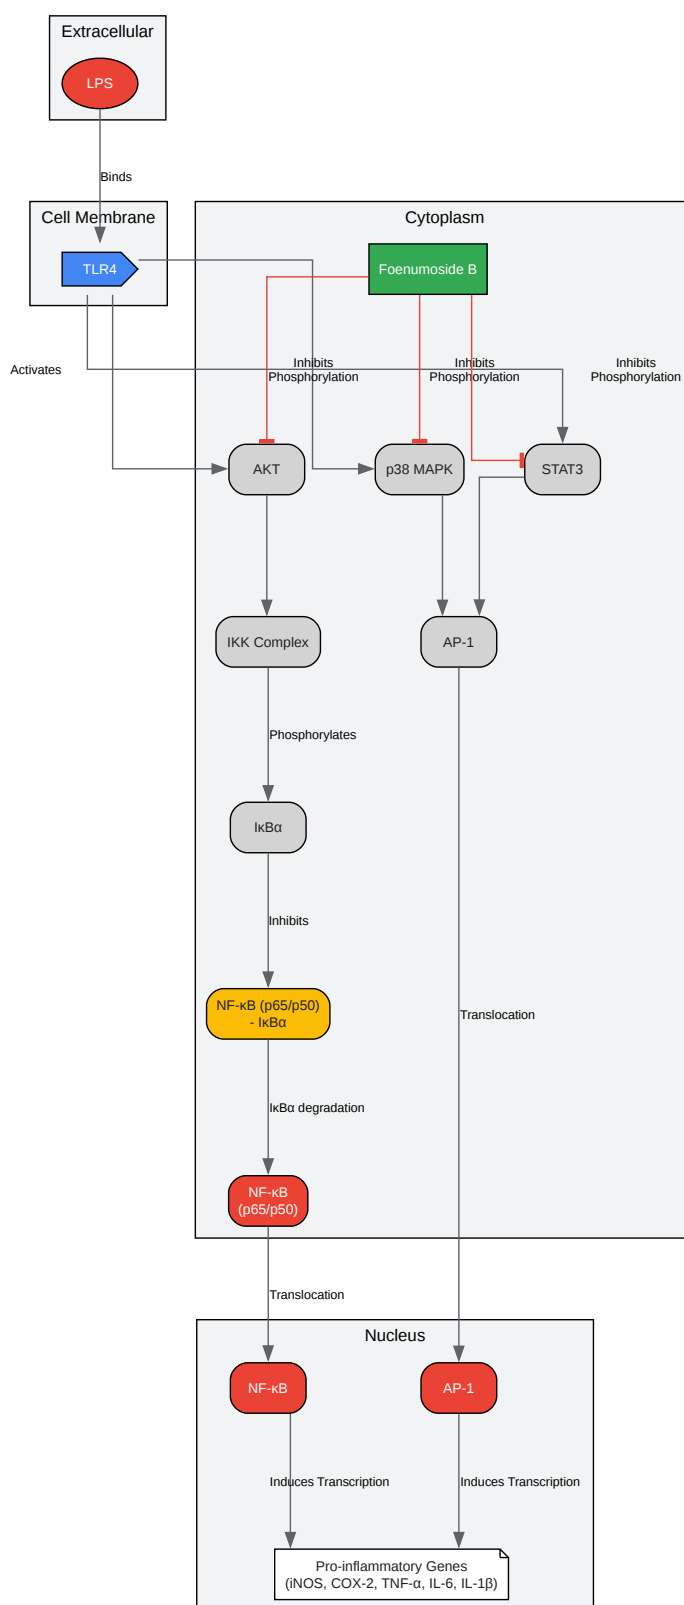 Extracellular
LPS
Binds
Cell Membrane
TLR4
Cytoplasm
Foenumoside B
Activates
Inhibits
Phosphorylation
Inhibits
Phosphorylation
Inhibits
Phosphorylation
AKT
p38 MAPK
STAT3
IKK Complex
AP-1
Phosphorylates
IκBα
Inhibits
NF-κB (p65/p50)
- IκBα
Translocation
IκBα degradation
NF-κB
(p65/p50)
Translocation
Nucleus
NF-κB
AP-1
Induces Transcription
Induces Transcription
Pro-inflammatory Genes
(iNOS, COX-2, TNF-α, IL-6, IL-1β)